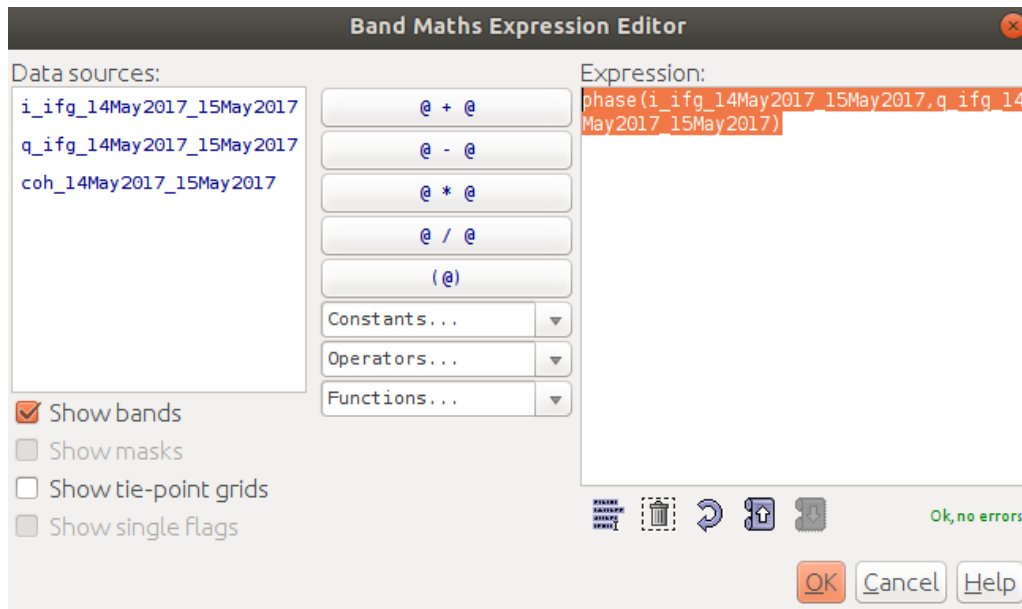 Band Maths Expression Editor
Data sources:
i_ifg_14May2017_15May2017
q_ifg_14May2017_15May2017
coh_14May2017_15May2017
@ + @
@ - @
@ * @
@ / @
(@)
Constants...
Operators...
Functions...
Show bands
Show masks
Show tie-point grids
Show single flags
Expression:
phase(i_ifg_14May2017_15May2017,q_ifg_14
May2017_15May2017)
Ok, no errors
OK
Cancel
Help